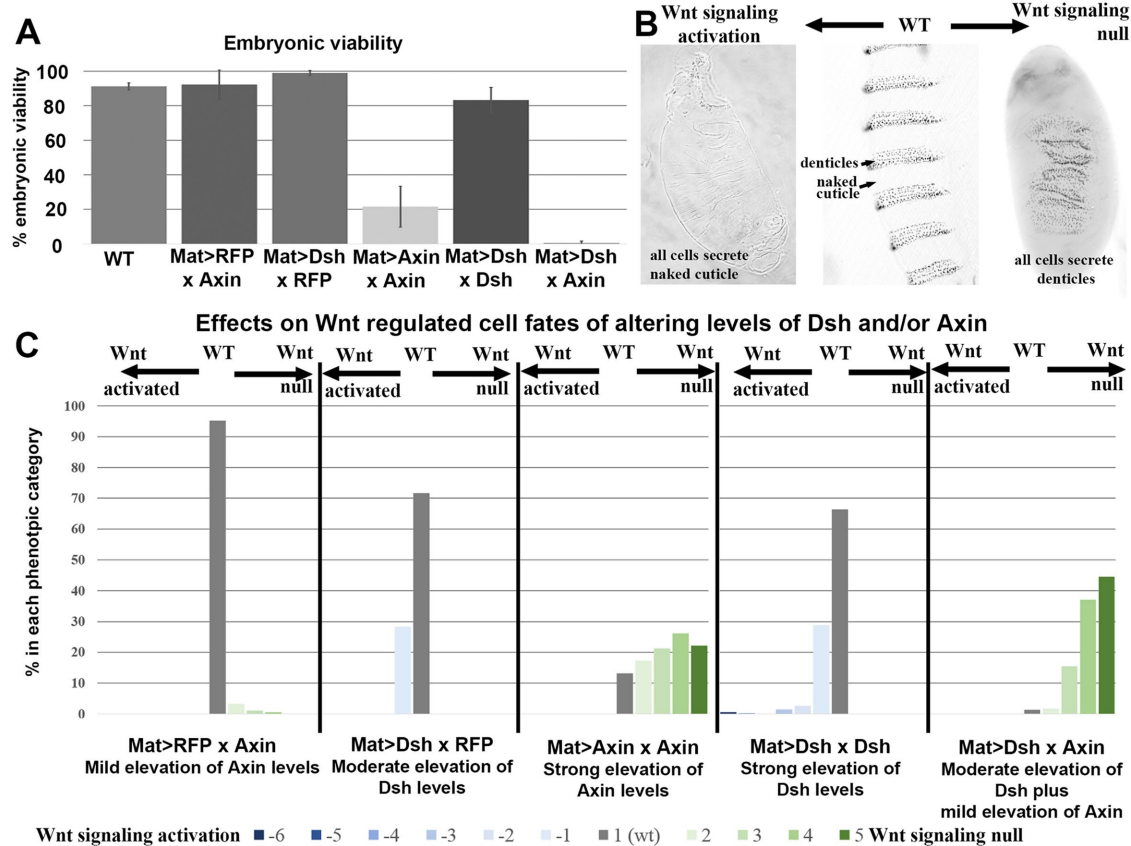 A
Embryonic viability
% embryonic viability
100
80
60
40
20
0
WT
Mat>RFP x Axin
Mat>Dsh x RFP
Mat>Axin x Axin
Mat>Dsh x Dsh
Mat>Dsh x Axin
B
Wnt signaling activation
WT
Wnt signaling null
denticles
naked cuticle
all cells secrete naked cuticle
all cells secrete denticles
Effects on Wnt regulated cell fates of altering levels of Dsh and/or Axin
C
Wnt activated
WT
Wnt null
Wnt activated
WT
Wnt null
Wnt activated
WT
Wnt null
Wnt activated
WT
Wnt null
Wnt activated
WT
Wnt null
% in each phenotpic category
100
90
80
70
60
50
40
30
20
10
0
Mat>RFP x Axin
Mild elevation of Axin levels
Mat>Dsh x RFP
Moderate elevation of
Dsh levels
Mat>Axin x Axin
Strong elevation of
Axin levels
Mat>Dsh x Dsh
Strong elevation of
Dsh levels
Mat>Dsh x Axin
Moderate elevation of
Dsh plus
mild elevation of Axin
Wnt signaling activation -6 -5 -4 -3 -2 -1 1 (wt) 2 3 4 5 Wnt signaling null